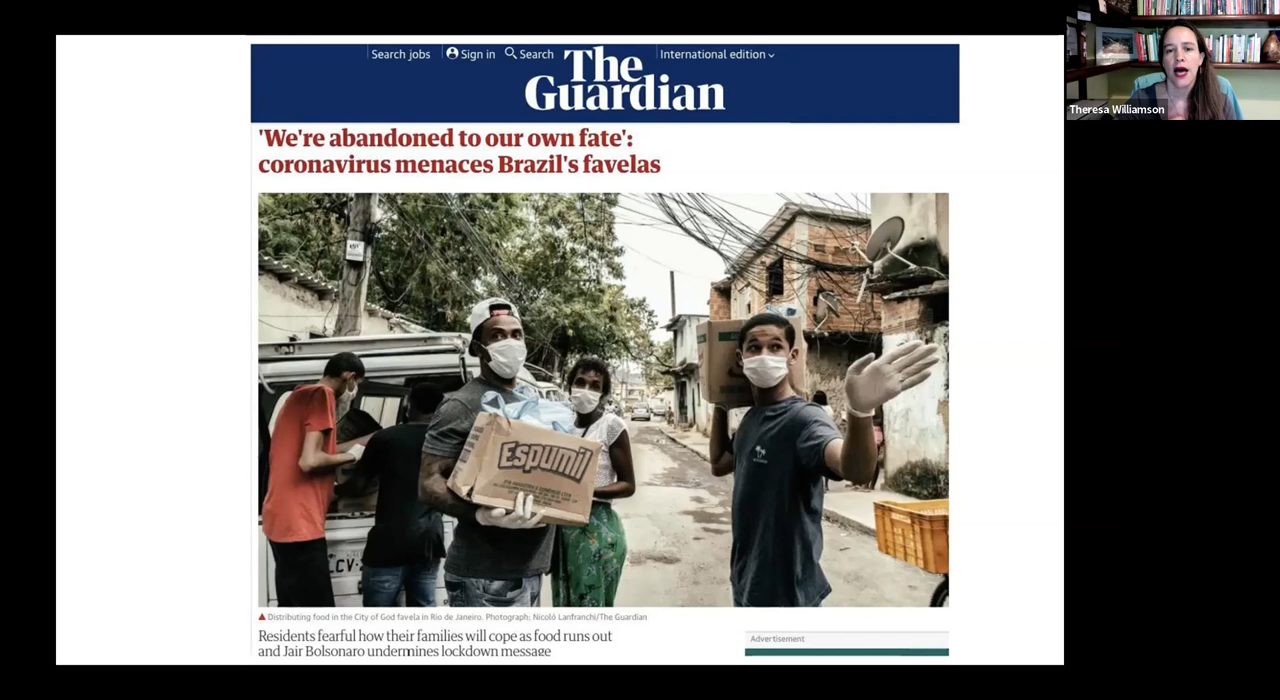 Search jobs
Sign in
Search
International edition
The
Guardian
'We're abandoned to our own fate':
coronavirus menaces Brazil's favelas
Espumil
LCV
Distributing food in the City of God favela in Rio de Janeiro. Photograph: Nicoló Lanfranchi/The Guardian
Residents fearful how their families will cope as food runs out
and Jair Bolsonaro undermines lockdown message
Advertisement
Theresa Williamson